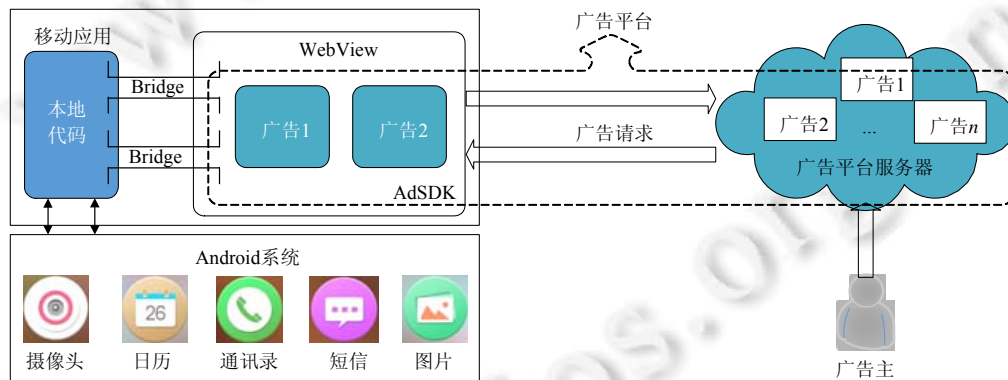 移动应用
WebView
广告平台
本地
代码
Bridge
Bridge
广告1
广告2
AdSDK
广告请求
广告1
广告2
...
广告n
广告平台服务器
Android系统
26
摄像头
日历
通讯录
短信
图片
广告主